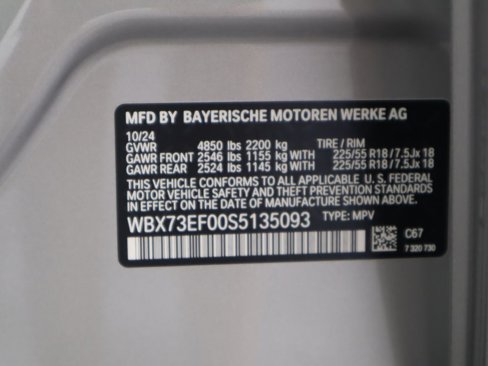 MFD BY BAYERISCHE MOTOREN WERKE AG
10/24
GVWR 4850 lbs 2200 kg TIRE / RIM
GAWR FRONT 2546 lbs 1155 kg WITH 225/55 R18 / 7.5Jx18
GAWR REAR 2524 lbs 1145 kg WITH 225/55 R18 / 7.5Jx18
THIS VEHICLE CONFORMS TO ALL APPLICABLE U. S. FEDERAL
MOTOR VEHICLE SAFETY AND THEFT PREVENTION STANDARDS
IN EFFECT ON THE DATE OF MANUFACTURE SHOWN ABOVE.
WBX73EF00S5135093 TYPE: MPV
C67
7 320 730